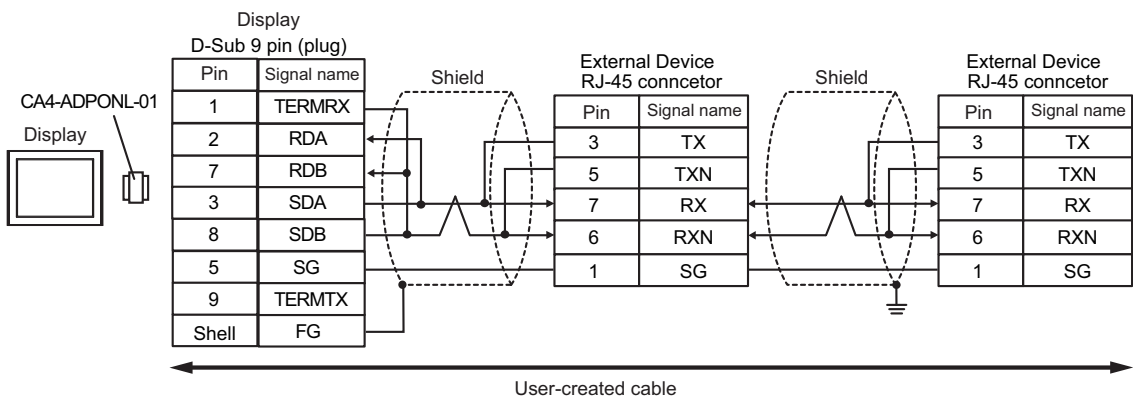 Display
D-Sub 9 pin (plug)
Pin Signal name
1 TERMRX
2 RDA
7 RDB
3 SDA
8 SDB
5 SG
9 TERMTX
Shell FG
CA4-ADPONL-01
Display
Shield
External Device
RJ-45 conncetor
Pin Signal name
3 TX
5 TXN
7 RX
6 RXN
1 SG
Shield
External Device
RJ-45 conncetor
Pin Signal name
3 TX
5 TXN
7 RX
6 RXN
1 SG
User-created cable